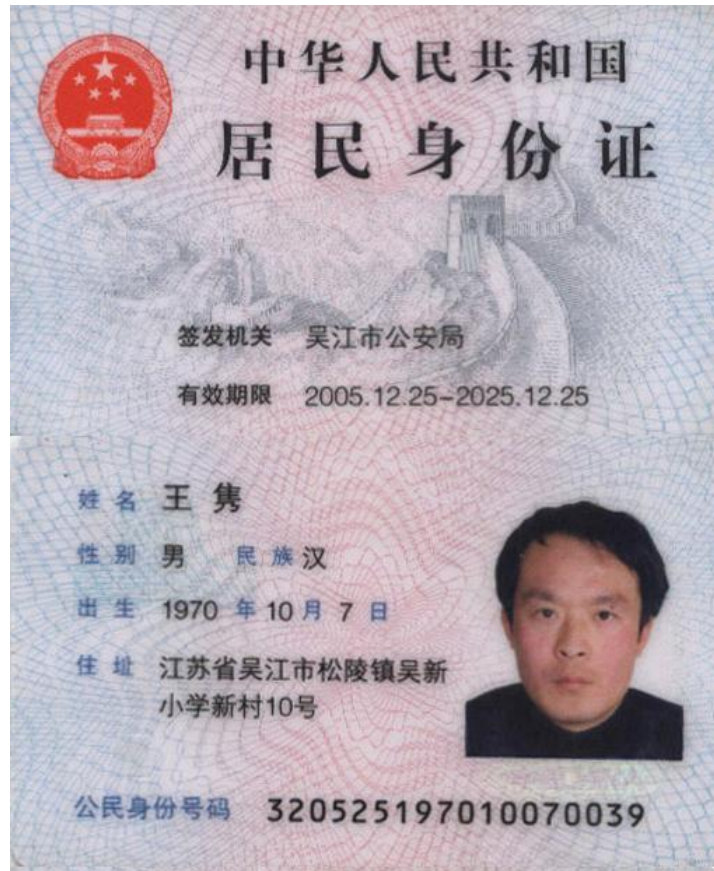 中华人民共和国
居民身份证
签发机关 吴江市公安局
有效期限 2005.12.25-2025.12.25
姓名 王隽
性别 男 民族 汉
出生 1970 年 10 月 7 日
住址 江苏省吴江市松陵镇吴新
小学新村10号
公民身份号码 320525197010070039